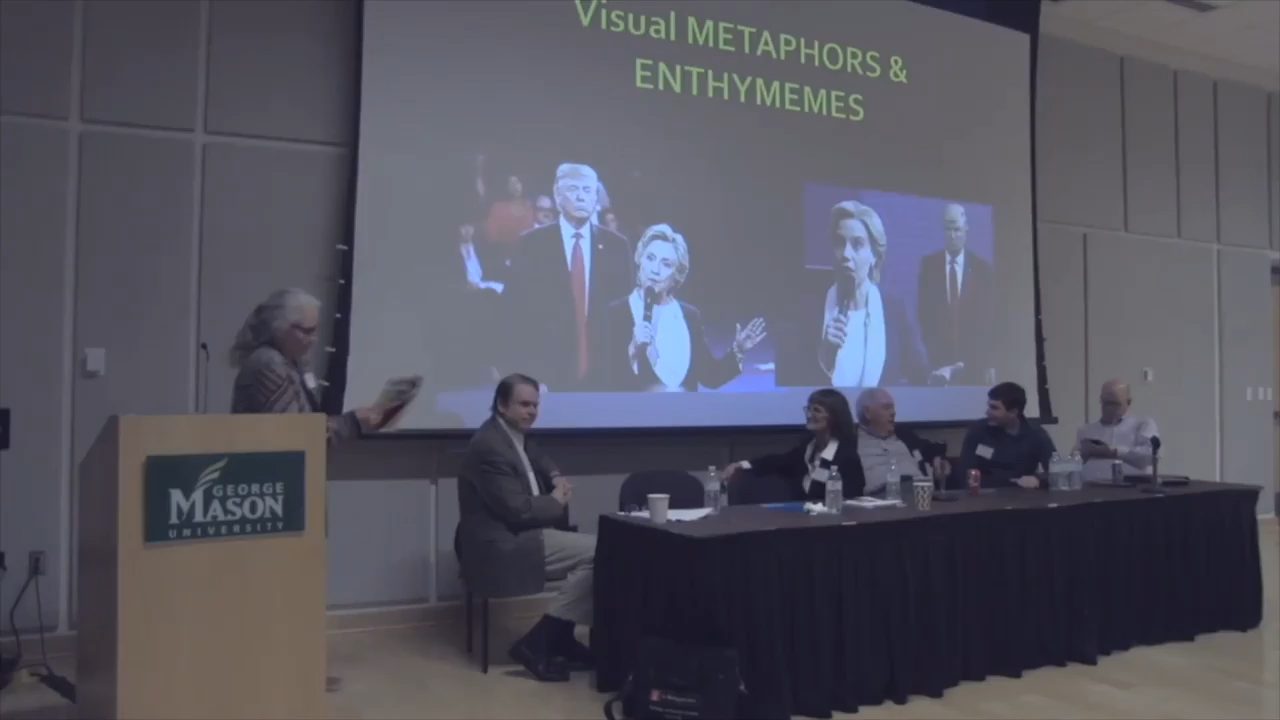 Visual METAPHORS &
ENTHYMEMES
GEORGE
MASON
UNIVERSITY